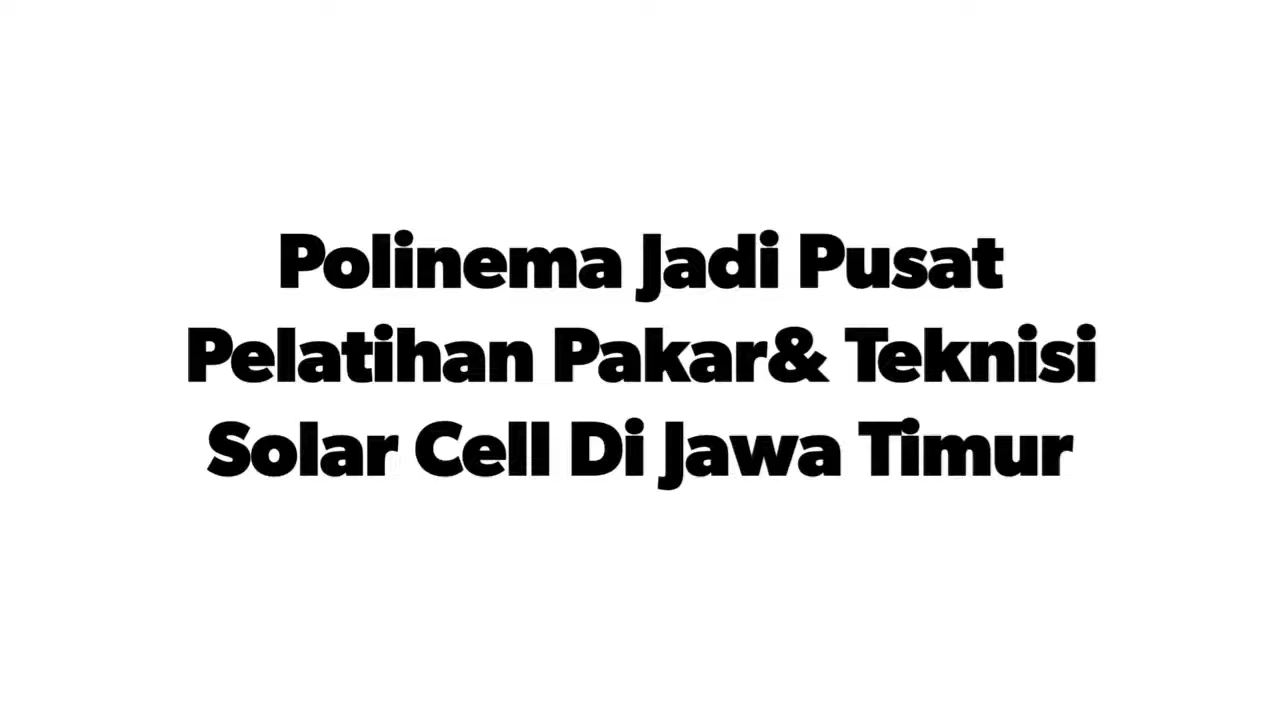 Polinema Jadi Pusat
Pelatihan Pakar& Teknisi
Solar Cell Di Jawa Timur